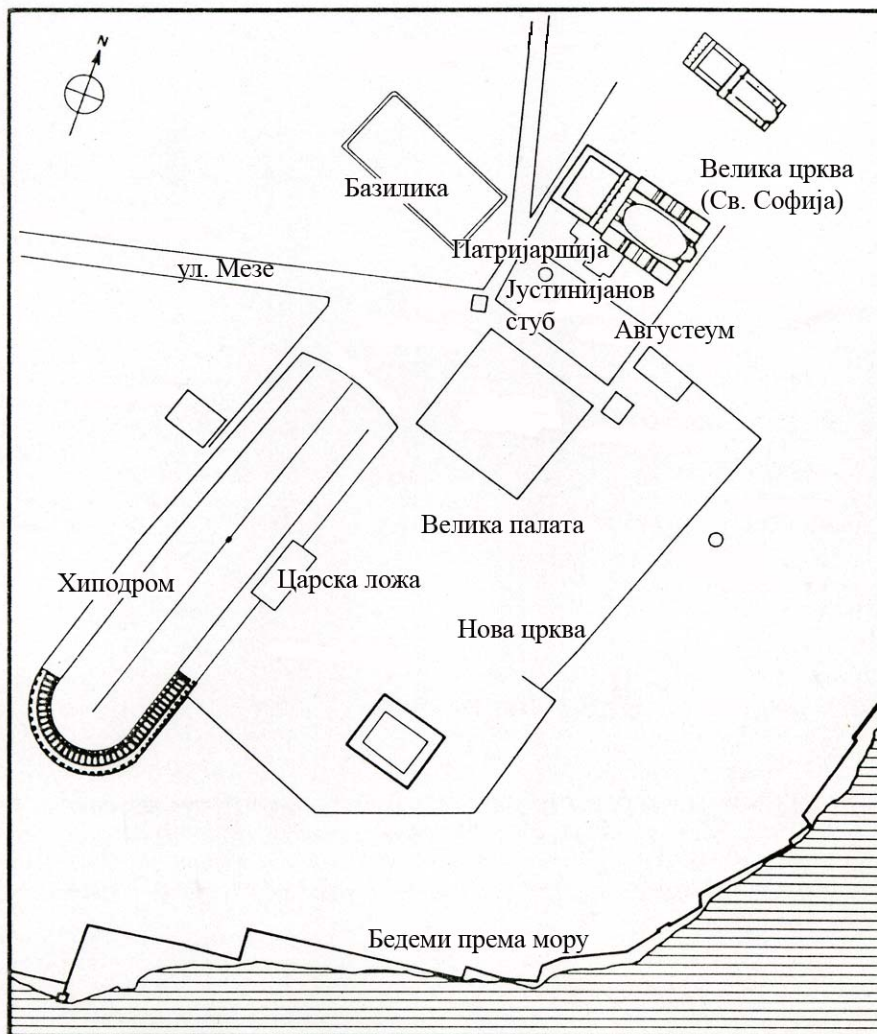 N
Базилика
Велика црква
(Св. Софија)
Патријаршија
ул. Мезе
Јустинијанов
стуб
Августеум
Велика палата
Хиподром
Царска ложа
Нова црква
Бедеми према мору